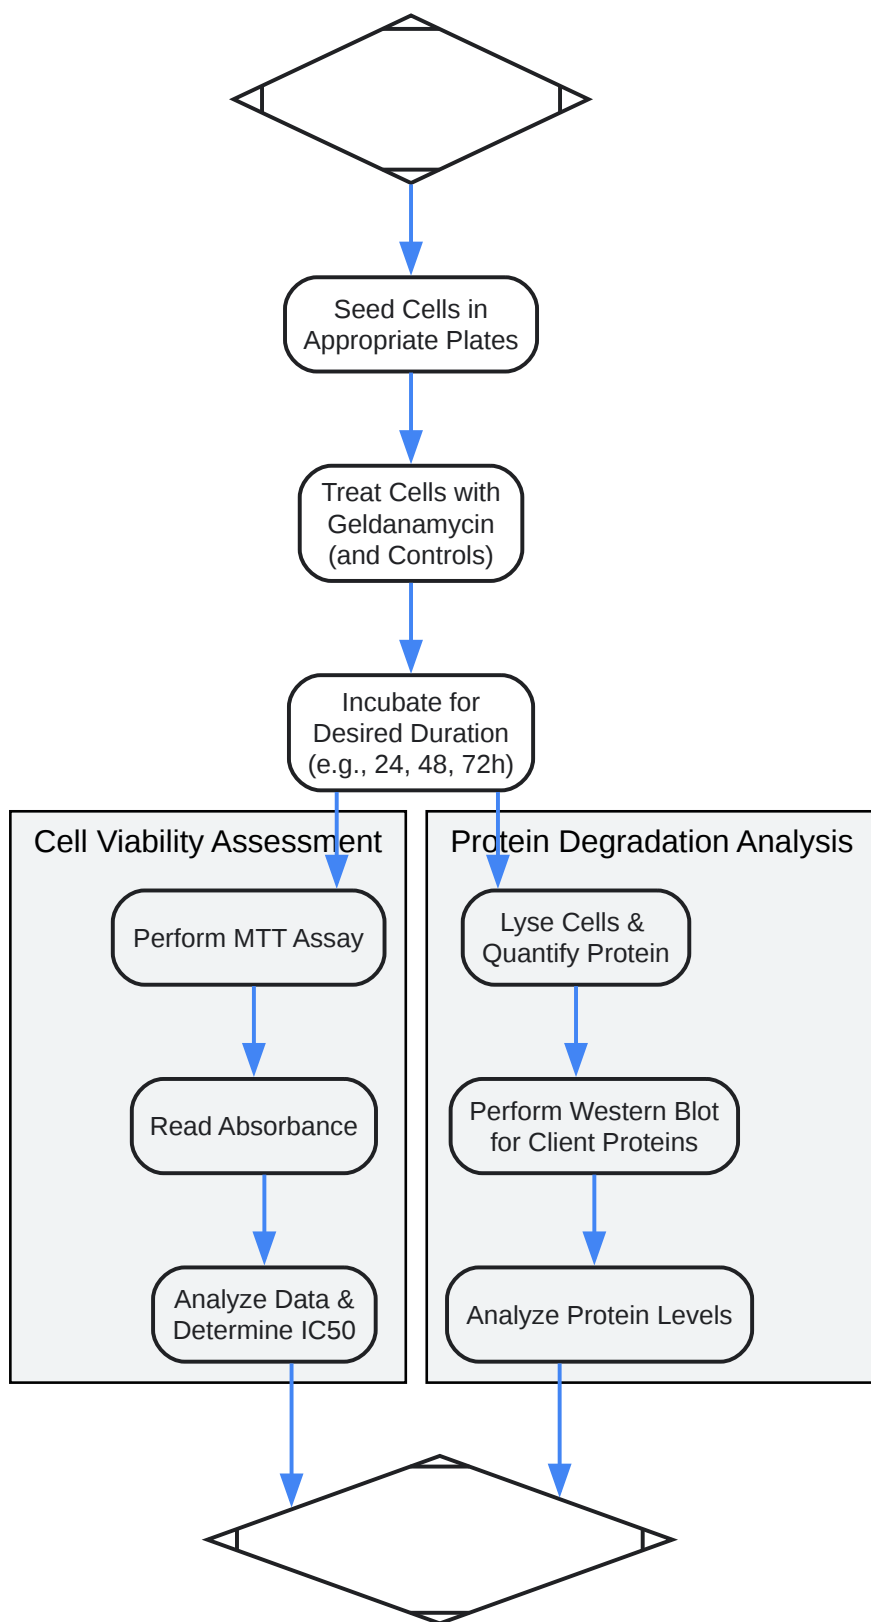 Seed Cells in
Appropriate Plates
Treat Cells with
Geldanamycin
(and Controls)
Incubate for
Desired Duration
(e.g., 24, 48, 72h)
Cell Viability Assessment
Perform MTT Assay
Read Absorbance
Analyze Data &
Determine IC50
Protein Degradation Analysis
Lyse Cells &
Quantify Protein
Perform Western Blot
for Client Proteins
Analyze Protein Levels